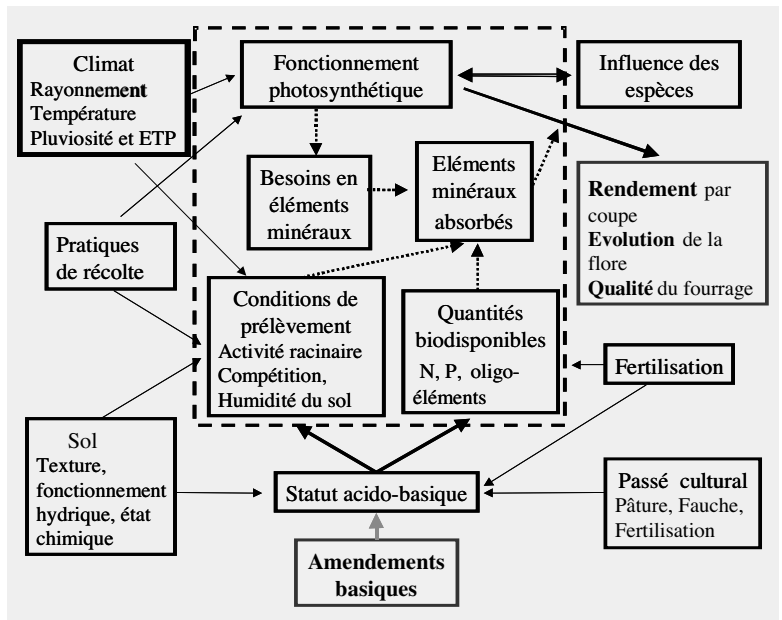 Climat
Rayonnement
Température
Pluviosité et ETP
Fonctionnement
photosynthétique
Influence des
espèces
Besoins en
éléments
minéraux
Eléments
minéraux
absorbés
Rendement par
coupe
Evolution de la
flore
Qualité du fourrage
Pratiques
de récolte
Conditions de
prélèvement
Activité racinaire
Compétition,
Humidité du sol
Quantités
biodisponibles
N, P, oligo-
éléments
Fertilisation
Sol
Texture,
fonctionnement
hydrique, état
chimique
Statut acido-basique
Passé cultural
Pâture, Fauche,
Fertilisation
Amendements
basiques